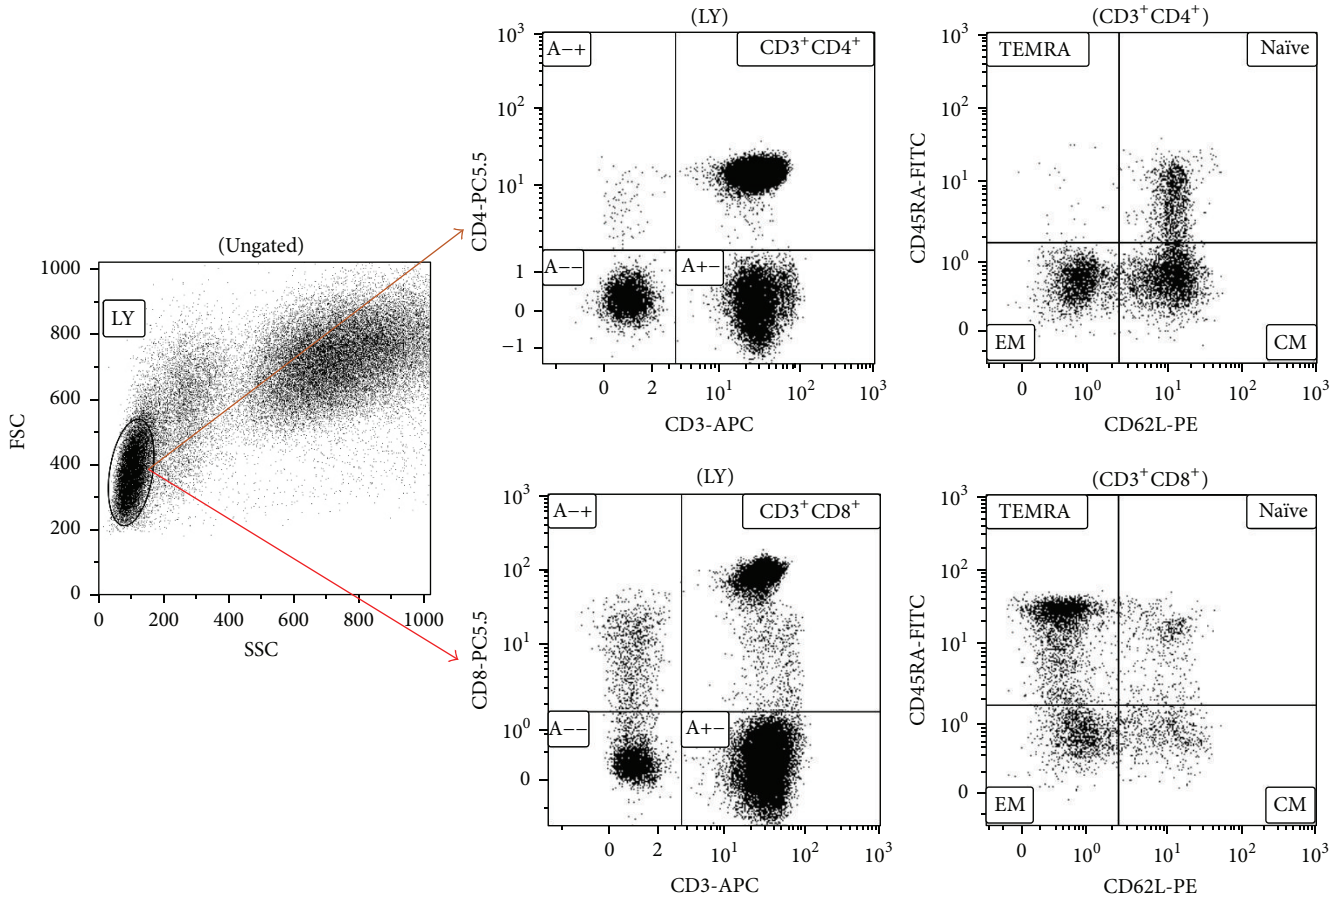 (Ungated)
1000
800
600
400
200
0
FSC
LY
0
200
400
600
800
1000
SSC
(LY)
10³
10²
10¹
1
0
−1
CD4-PC5.5
A−+
CD3⁺CD4⁺
A−−
A+−
0
2
10¹
10²
10³
CD3-APC
(CD3⁺CD4⁺)
10³
10²
10¹
10⁰
0
CD45RA-FITC
TEMRA
Naïve
EM
CM
0
10⁰
10¹
10²
10³
CD62L-PE
(LY)
10³
10²
10¹
10⁰
0
CD8-PC5.5
A−+
CD3⁺CD8⁺
A−−
A+−
0
2
10¹
10²
10³
CD3-APC
(CD3⁺CD8⁺)
10³
10²
10¹
10⁰
0
CD45RA-FITC
TEMRA
Naïve
EM
CM
0
10⁰
10¹
10²
10³
CD62L-PE